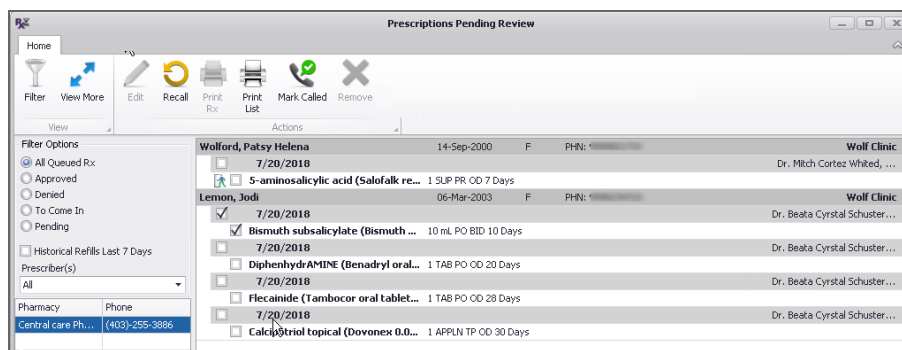 Prescriptions Pending Review
Home
Filter View More Edit Recall Print Rx Print List Mark Called Remove
View Actions
Filter Options
All Queued Rx
Approved
Denied
To Come In
Pending
Historical Refills Last 7 Days
Prescriber(s)
All
Pharmacy Phone
Central care Ph... (403)-255-3886
Wolford, Patsy Helena 14-Sep-2000 F PHN: Wolf Clinic
7/20/2018 Dr. Mitch Cortez Whited, ...
5-aminosalicylic acid (Salofalk re... 1 SUP PR OD 7 Days
Lemon, Jodi 06-Mar-2003 F PHN: Wolf Clinic
7/20/2018 Dr. Beata Cyrstal Schuster...
Bismuth subsalicylate (Bismuth ... 10 mL PO BID 10 Days
7/20/2018 Dr. Beata Cyrstal Schuster...
DiphenhydrAMINE (Benadryl oral... 1 TAB PO OD 20 Days
7/20/2018 Dr. Beata Cyrstal Schuster...
Flecainide (Tambocor oral tablet... 1 TAB PO OD 28 Days
7/20/2018 Dr. Beata Cyrstal Schuster...
Calcipotriol topical (Dovonex 0.0... 1 APPLN TP OD 30 Days